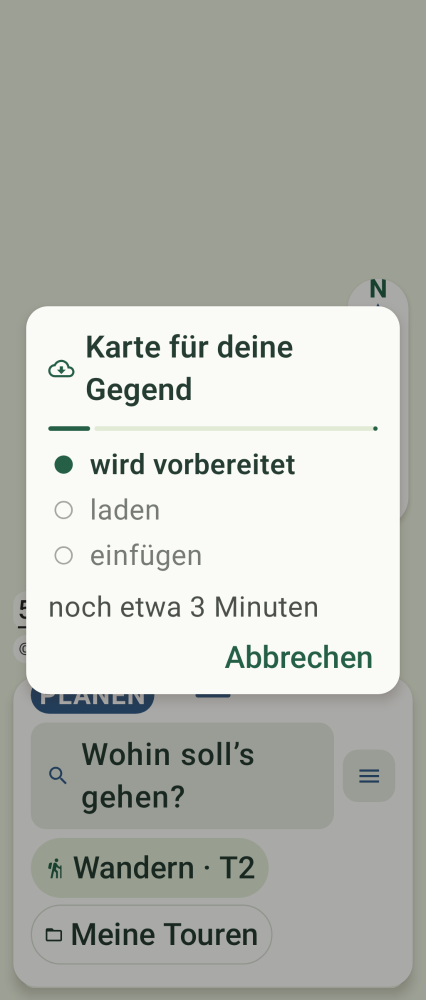 N
Karte für deine
Gegend
wird vorbereitet
laden
einfügen
noch etwa 3 Minuten
Abbrechen
PLANEN
Wohin soll’s
gehen?
Wandern · T2
Meine Touren